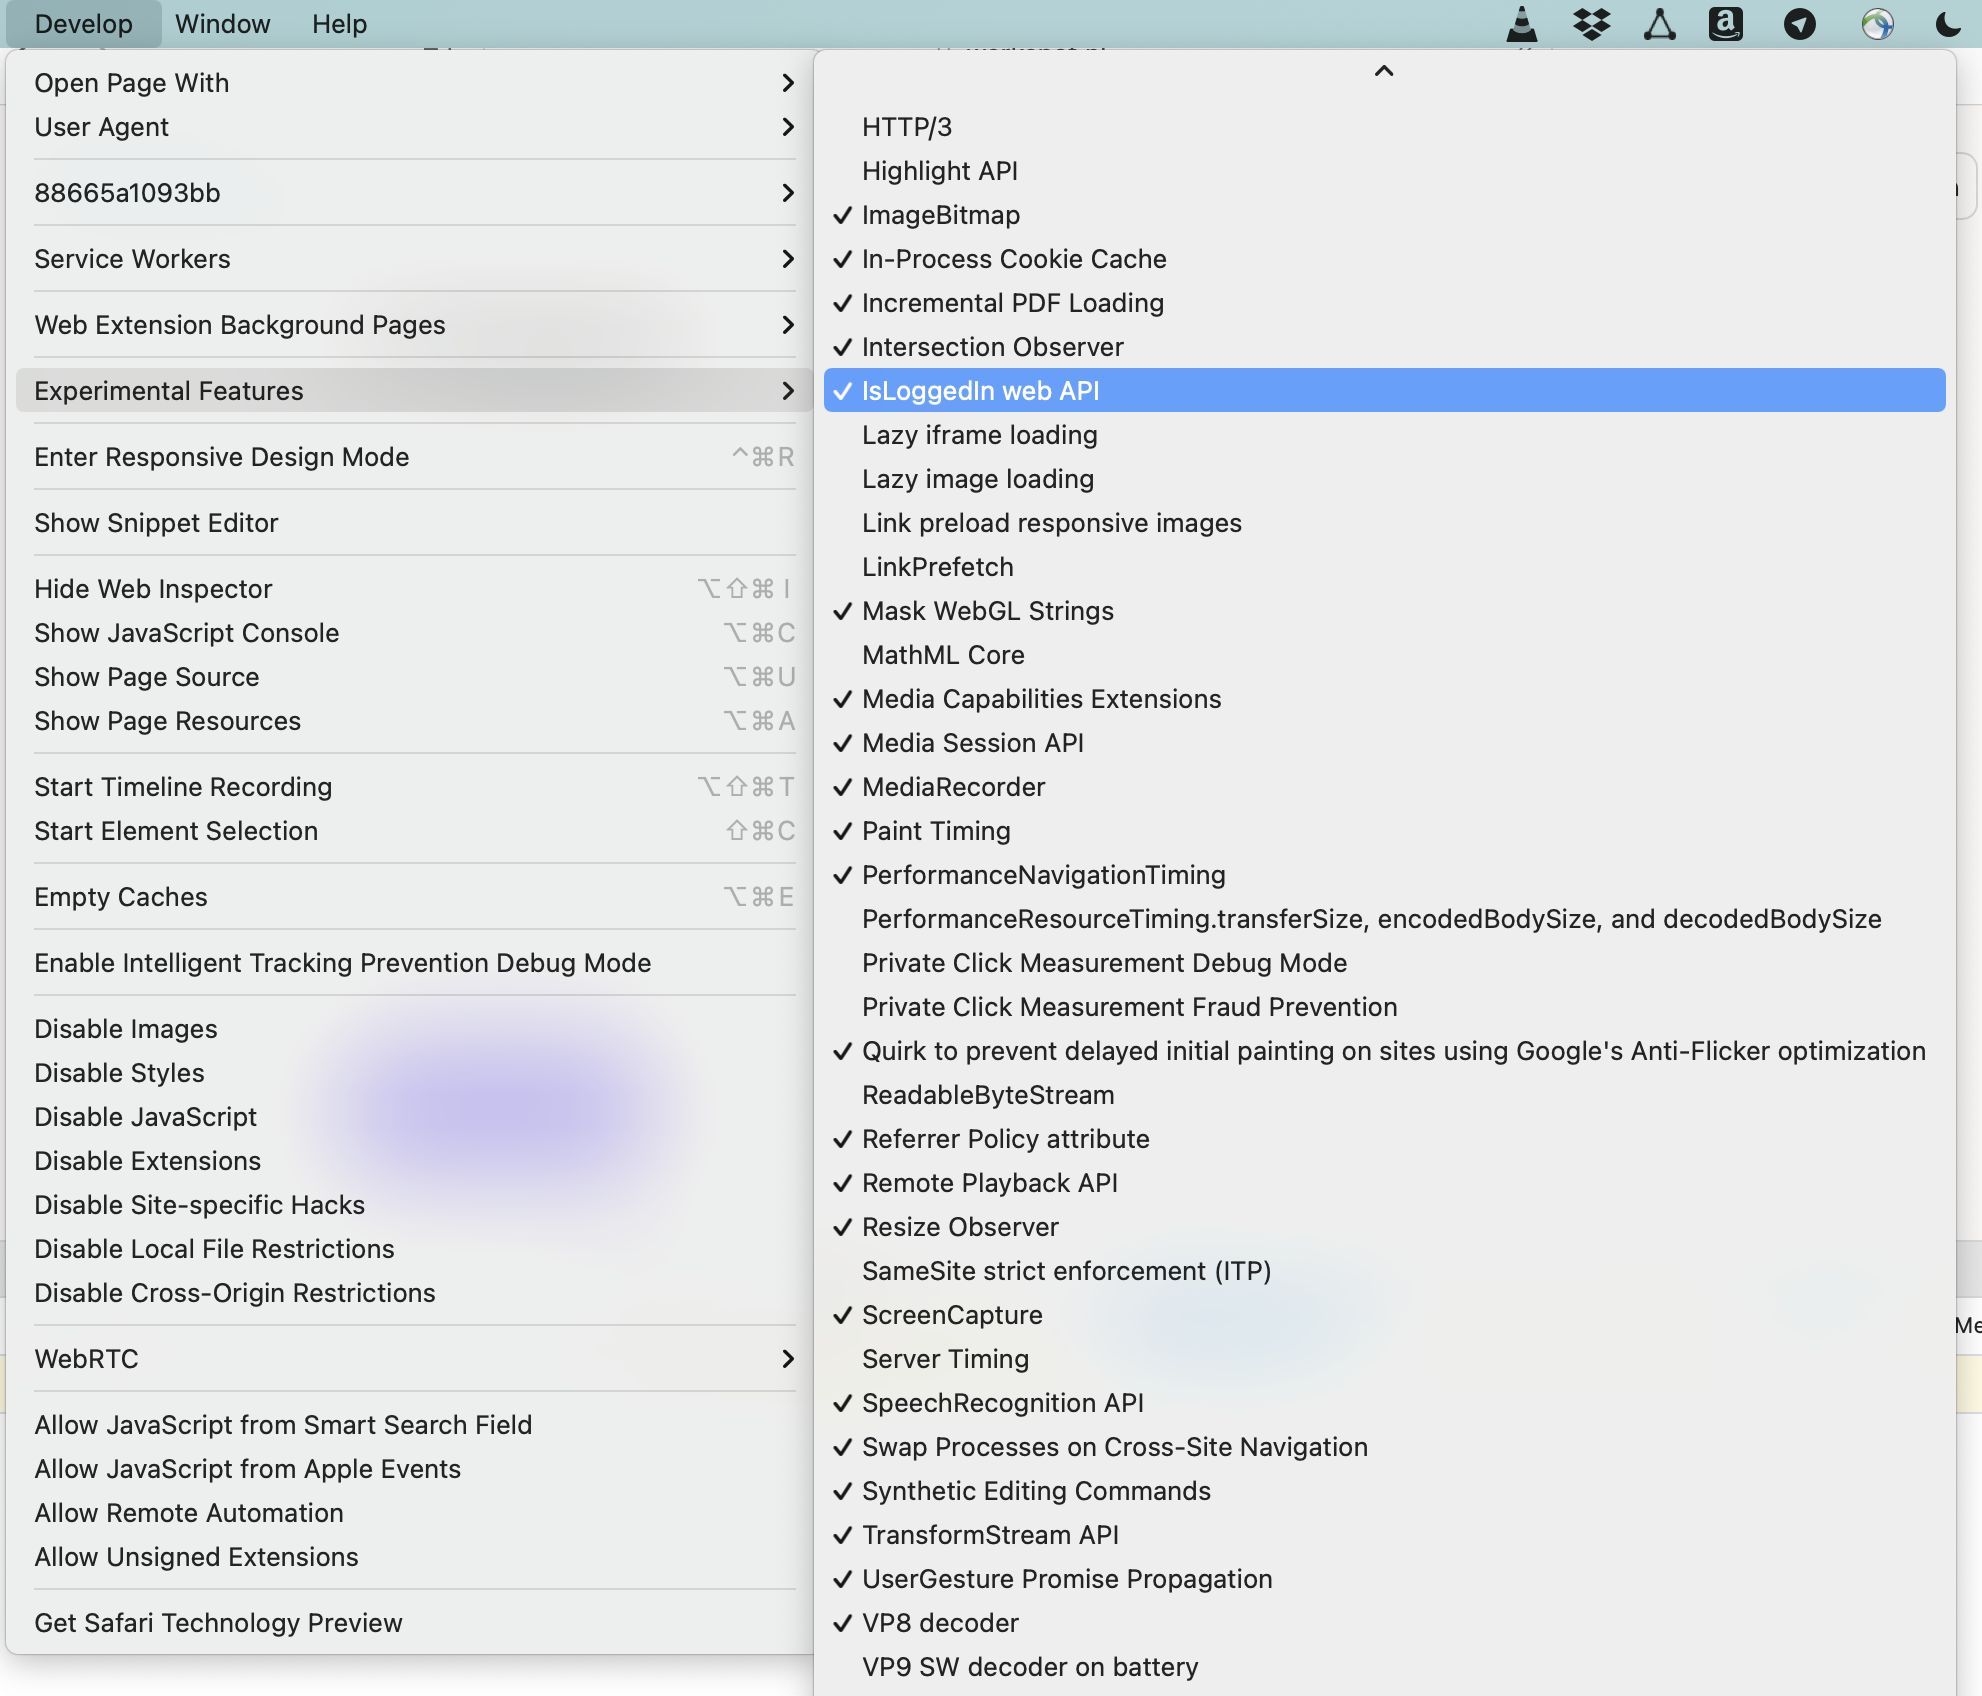 Develop Window Help
Open Page With
User Agent
88665a1093bb
Service Workers
Web Extension Background Pages
Experimental Features
Enter Responsive Design Mode ^⌘R
Show Snippet Editor
Hide Web Inspector ⌥⇧⌘I
Show JavaScript Console ⌥⌘C
Show Page Source ⌥⌘U
Show Page Resources ⌥⌘A
Start Timeline Recording ⌥⇧⌘T
Start Element Selection ⇧⌘C
Empty Caches ⌥⌘E
Enable Intelligent Tracking Prevention Debug Mode
Disable Images
Disable Styles
Disable JavaScript
Disable Extensions
Disable Site-specific Hacks
Disable Local File Restrictions
Disable Cross-Origin Restrictions
WebRTC
Allow JavaScript from Smart Search Field
Allow JavaScript from Apple Events
Allow Remote Automation
Allow Unsigned Extensions
Get Safari Technology Preview
HTTP/3
Highlight API
✓ ImageBitmap
✓ In-Process Cookie Cache
✓ Incremental PDF Loading
✓ Intersection Observer
✓ IsLoggedIn web API
Lazy iframe loading
Lazy image loading
Link preload responsive images
LinkPrefetch
✓ Mask WebGL Strings
MathML Core
✓ Media Capabilities Extensions
✓ Media Session API
✓ MediaRecorder
✓ Paint Timing
✓ PerformanceNavigationTiming
PerformanceResourceTiming.transferSize, encodedBodySize, and decodedBodySize
Private Click Measurement Debug Mode
Private Click Measurement Fraud Prevention
✓ Quirk to prevent delayed initial painting on sites using Google's Anti-Flicker optimization
ReadableByteStream
✓ Referrer Policy attribute
✓ Remote Playback API
✓ Resize Observer
SameSite strict enforcement (ITP)
✓ ScreenCapture
Server Timing
✓ SpeechRecognition API
✓ Swap Processes on Cross-Site Navigation
✓ Synthetic Editing Commands
✓ TransformStream API
✓ UserGesture Promise Propagation
✓ VP8 decoder
VP9 SW decoder on battery
Me